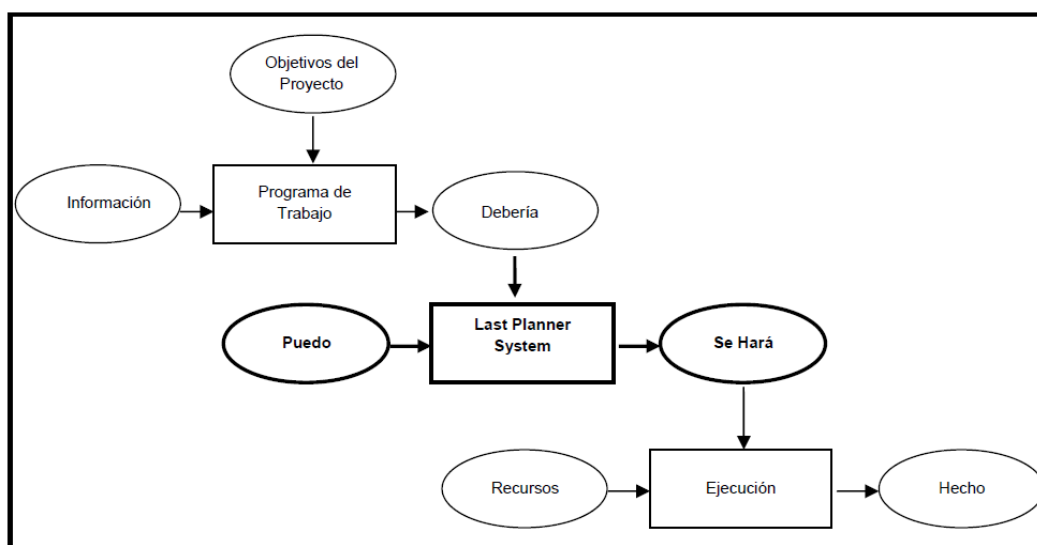 Objetivos del
Proyecto
Información
Programa de
Trabajo
Debería
Puedo
Last Planner
System
Se Hará
Recursos
Ejecución
Hecho